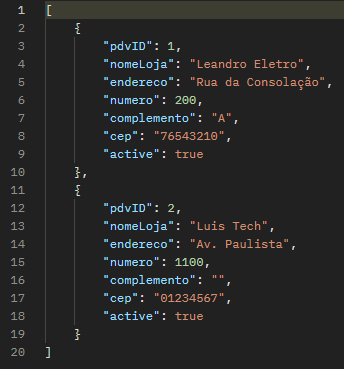 1 [
2     {
3         "pdvID": 1,
4         "nomeLoja": "Leandro Eletro",
5         "endereco": "Rua da Consolação",
6         "numero": 200,
7         "complemento": "A",
8         "cep": "76543210",
9         "active": true
10     },
11     {
12         "pdvID": 2,
13         "nomeLoja": "Luis Tech",
14         "endereco": "Av. Paulista",
15         "numero": 1100,
16         "complemento": "",
17         "cep": "01234567",
18         "active": true
19     }
20 ]